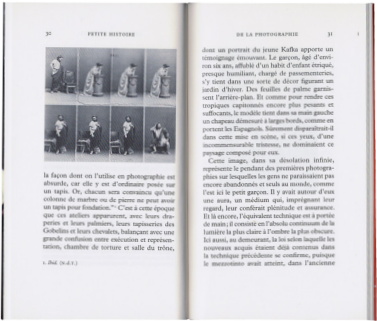 30 PETITE HISTOIRE
la façon dont on l'utilise en photographie est
absurde, car elle y est d'ordinaire posée sur
un tapis. Or, chacun sera convaincu qu'une
colonne de marbre ou de pierre ne peut avoir
un tapis pour fondation. » C'est à cette époque
que ces ateliers apparurent, avec leurs dra-
peries et leurs palmiers, leurs tapisseries des
Gobelins et leurs chevalets, balançant avec une
grande confusion entre exécution et représen-
tation, chambre de torture et salle du trône,
1. Ibid. (N.d.T.)
DE LA PHOTOGRAPHIE 31
dont un portrait du jeune Kafka apporte un
témoignage émouvant. Le garçon, âgé d'envi-
ron six ans, affublé d'un habit d'enfant étriqué,
presque humiliant, chargé de passementeries,
s'y tient dans une sorte de décor figurant un
jardin d'hiver. Des feuilles de palme garnis-
sent l'arrière-plan. Et comme pour rendre ces
tropiques capitonnés encore plus pesants et
suffocants, le modèle tient dans sa main gauche
un chapeau démesuré à larges bords, comme en
portent les Espagnols. Sûrement disparaîtrait-il
dans cette mise en scène, si ces yeux, d'une
incommensurable tristesse, ne dominaient ce
paysage composé pour eux.
Cette image, dans sa désolation infinie,
représente le pendant des premières photogra-
phies sur lesquelles les gens ne paraissaient pas
encore abandonnés et seuls au monde, comme
l'est ici le petit garçon. Il y avait autour d'eux
une aura, un médium qui, imprégnant leur
regard, leur conférait plénitude et assurance.
Et là encore, l'équivalent technique est à portée
de main ; il consiste en l'absolu continuum de la
lumière la plus claire à l'ombre la plus obscure.
Ici aussi, au demeurant, la loi selon laquelle les
nouveaux acquis étaient déjà contenus dans
la technique précédente se confirme, puisque
le mezzotinto avait atteint, dans l'ancienne